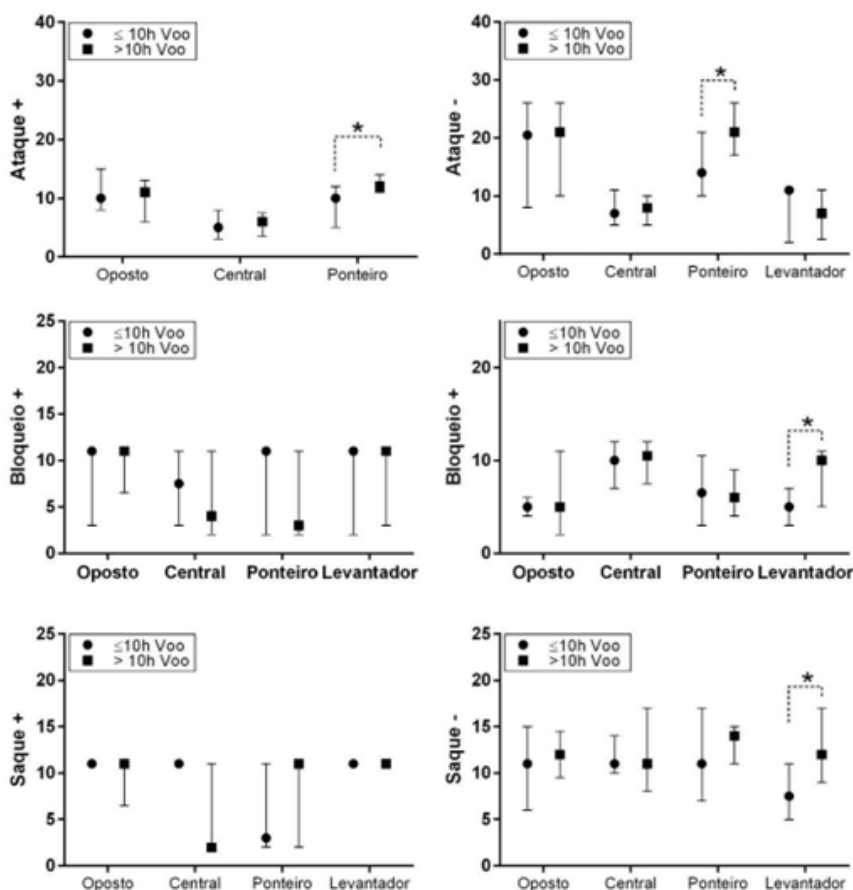 40
30
20
10
0
Ataque +
≤ 10h Voo
>10h Voo
*
Oposto Central Ponteiro
40
30
20
10
0
Ataque -
≤ 10h Voo
> 10h Voo
*
Oposto Central Ponteiro Levantador
25
20
15
10
5
0
Bloqueio +
≤10h Voo
> 10h Voo
Oposto Central Ponteiro Levantador
20
10
0
Bloqueio +
≤10h Voo
> 10h Voo
*
Oposto Central Ponteiro Levantador
25
20
15
10
5
0
Saque +
≤10h Voo
> 10h Voo
Oposto Central Ponteiro Levantador
25
20
15
10
5
0
Saque -
≤10h Voo
>10h Voo
*
Oposto Central Ponteiro Levantador